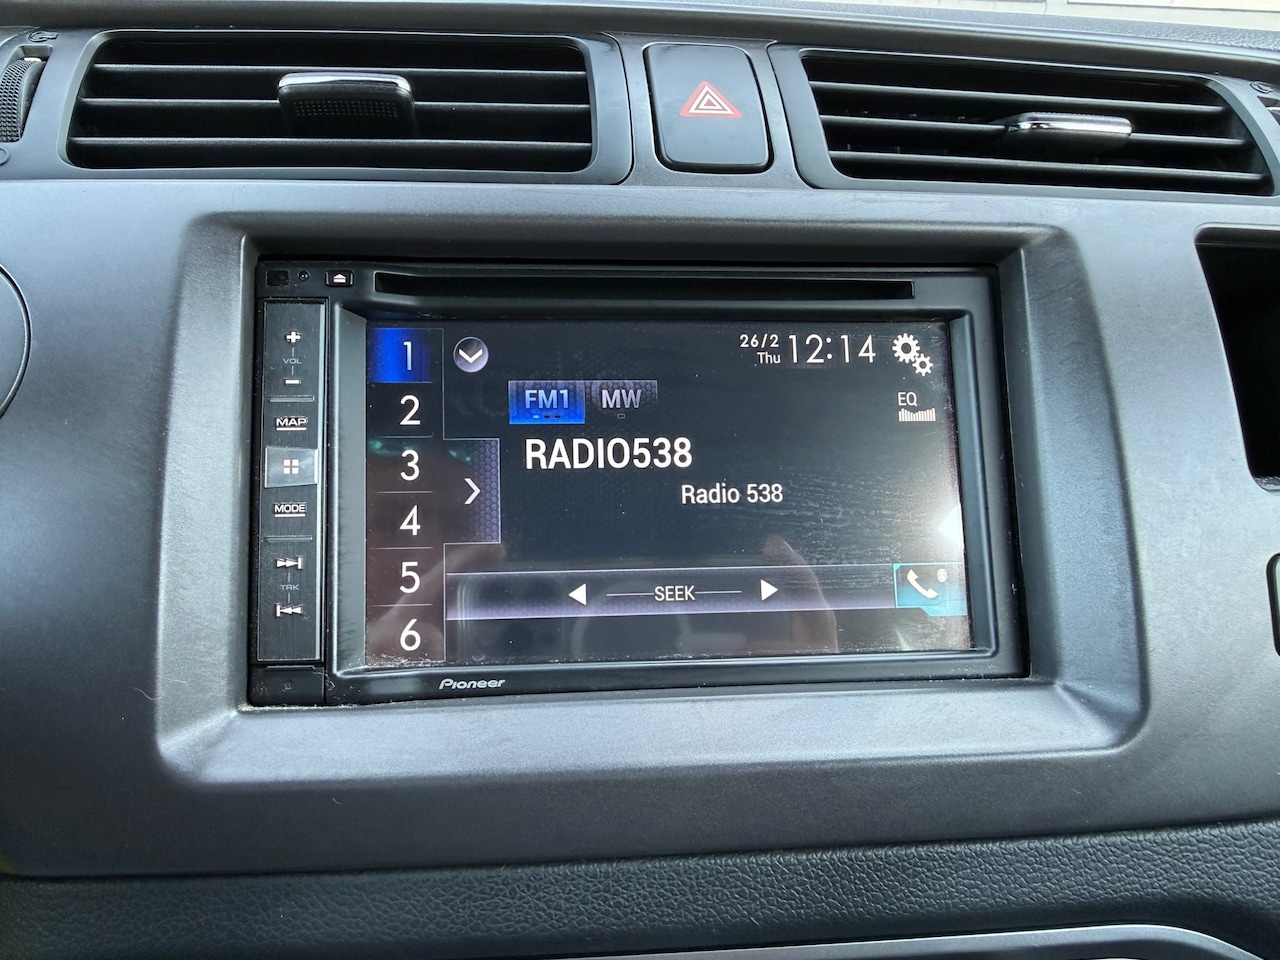 1
2
3
4
5
6
26/2
Thu
12:14
FM1 MW
EQ
RADIO538
Radio 538
SEEK
VOL
MAP
MODE
TRK
Pioneer